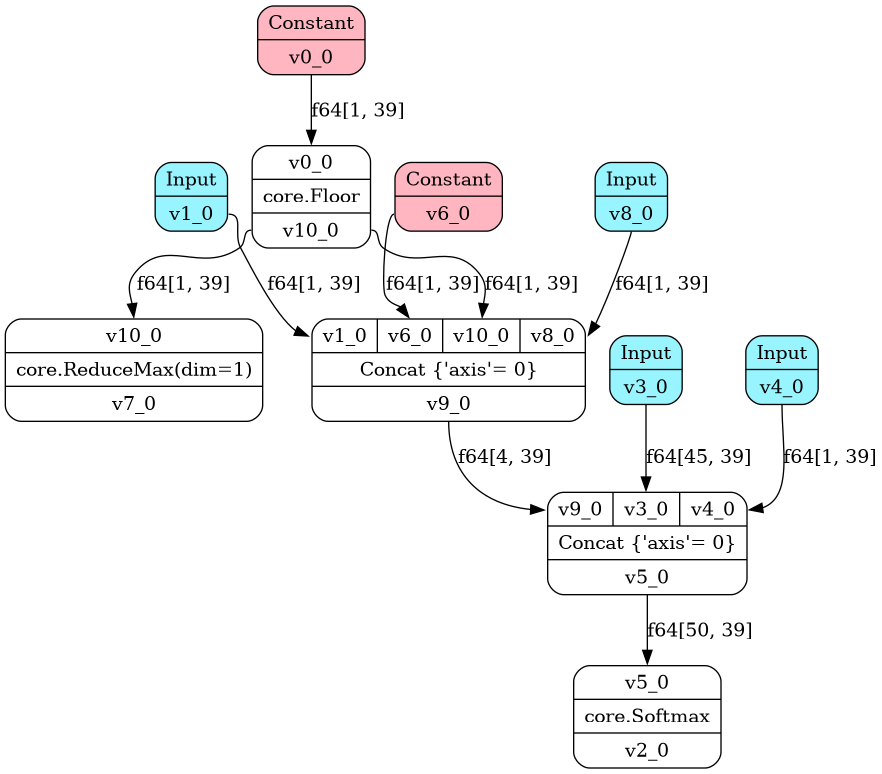 Constant
v0_0
f64[1, 39]
Input
v1_0
v0_0
core.Floor
v10_0
Constant
v6_0
Input
v8_0
f64[1, 39]
f64[1, 39]
f64[1, 39]
f64[1, 39]
f64[1, 39]
v10_0
core.ReduceMax(dim=1)
v7_0
v1_0 v6_0 v10_0 v8_0
Concat {'axis'= 0}
v9_0
Input
v3_0
Input
v4_0
f64[4, 39]
f64[45, 39]
f64[1, 39]
v9_0 v3_0 v4_0
Concat {'axis'= 0}
v5_0
f64[50, 39]
v5_0
core.Softmax
v2_0